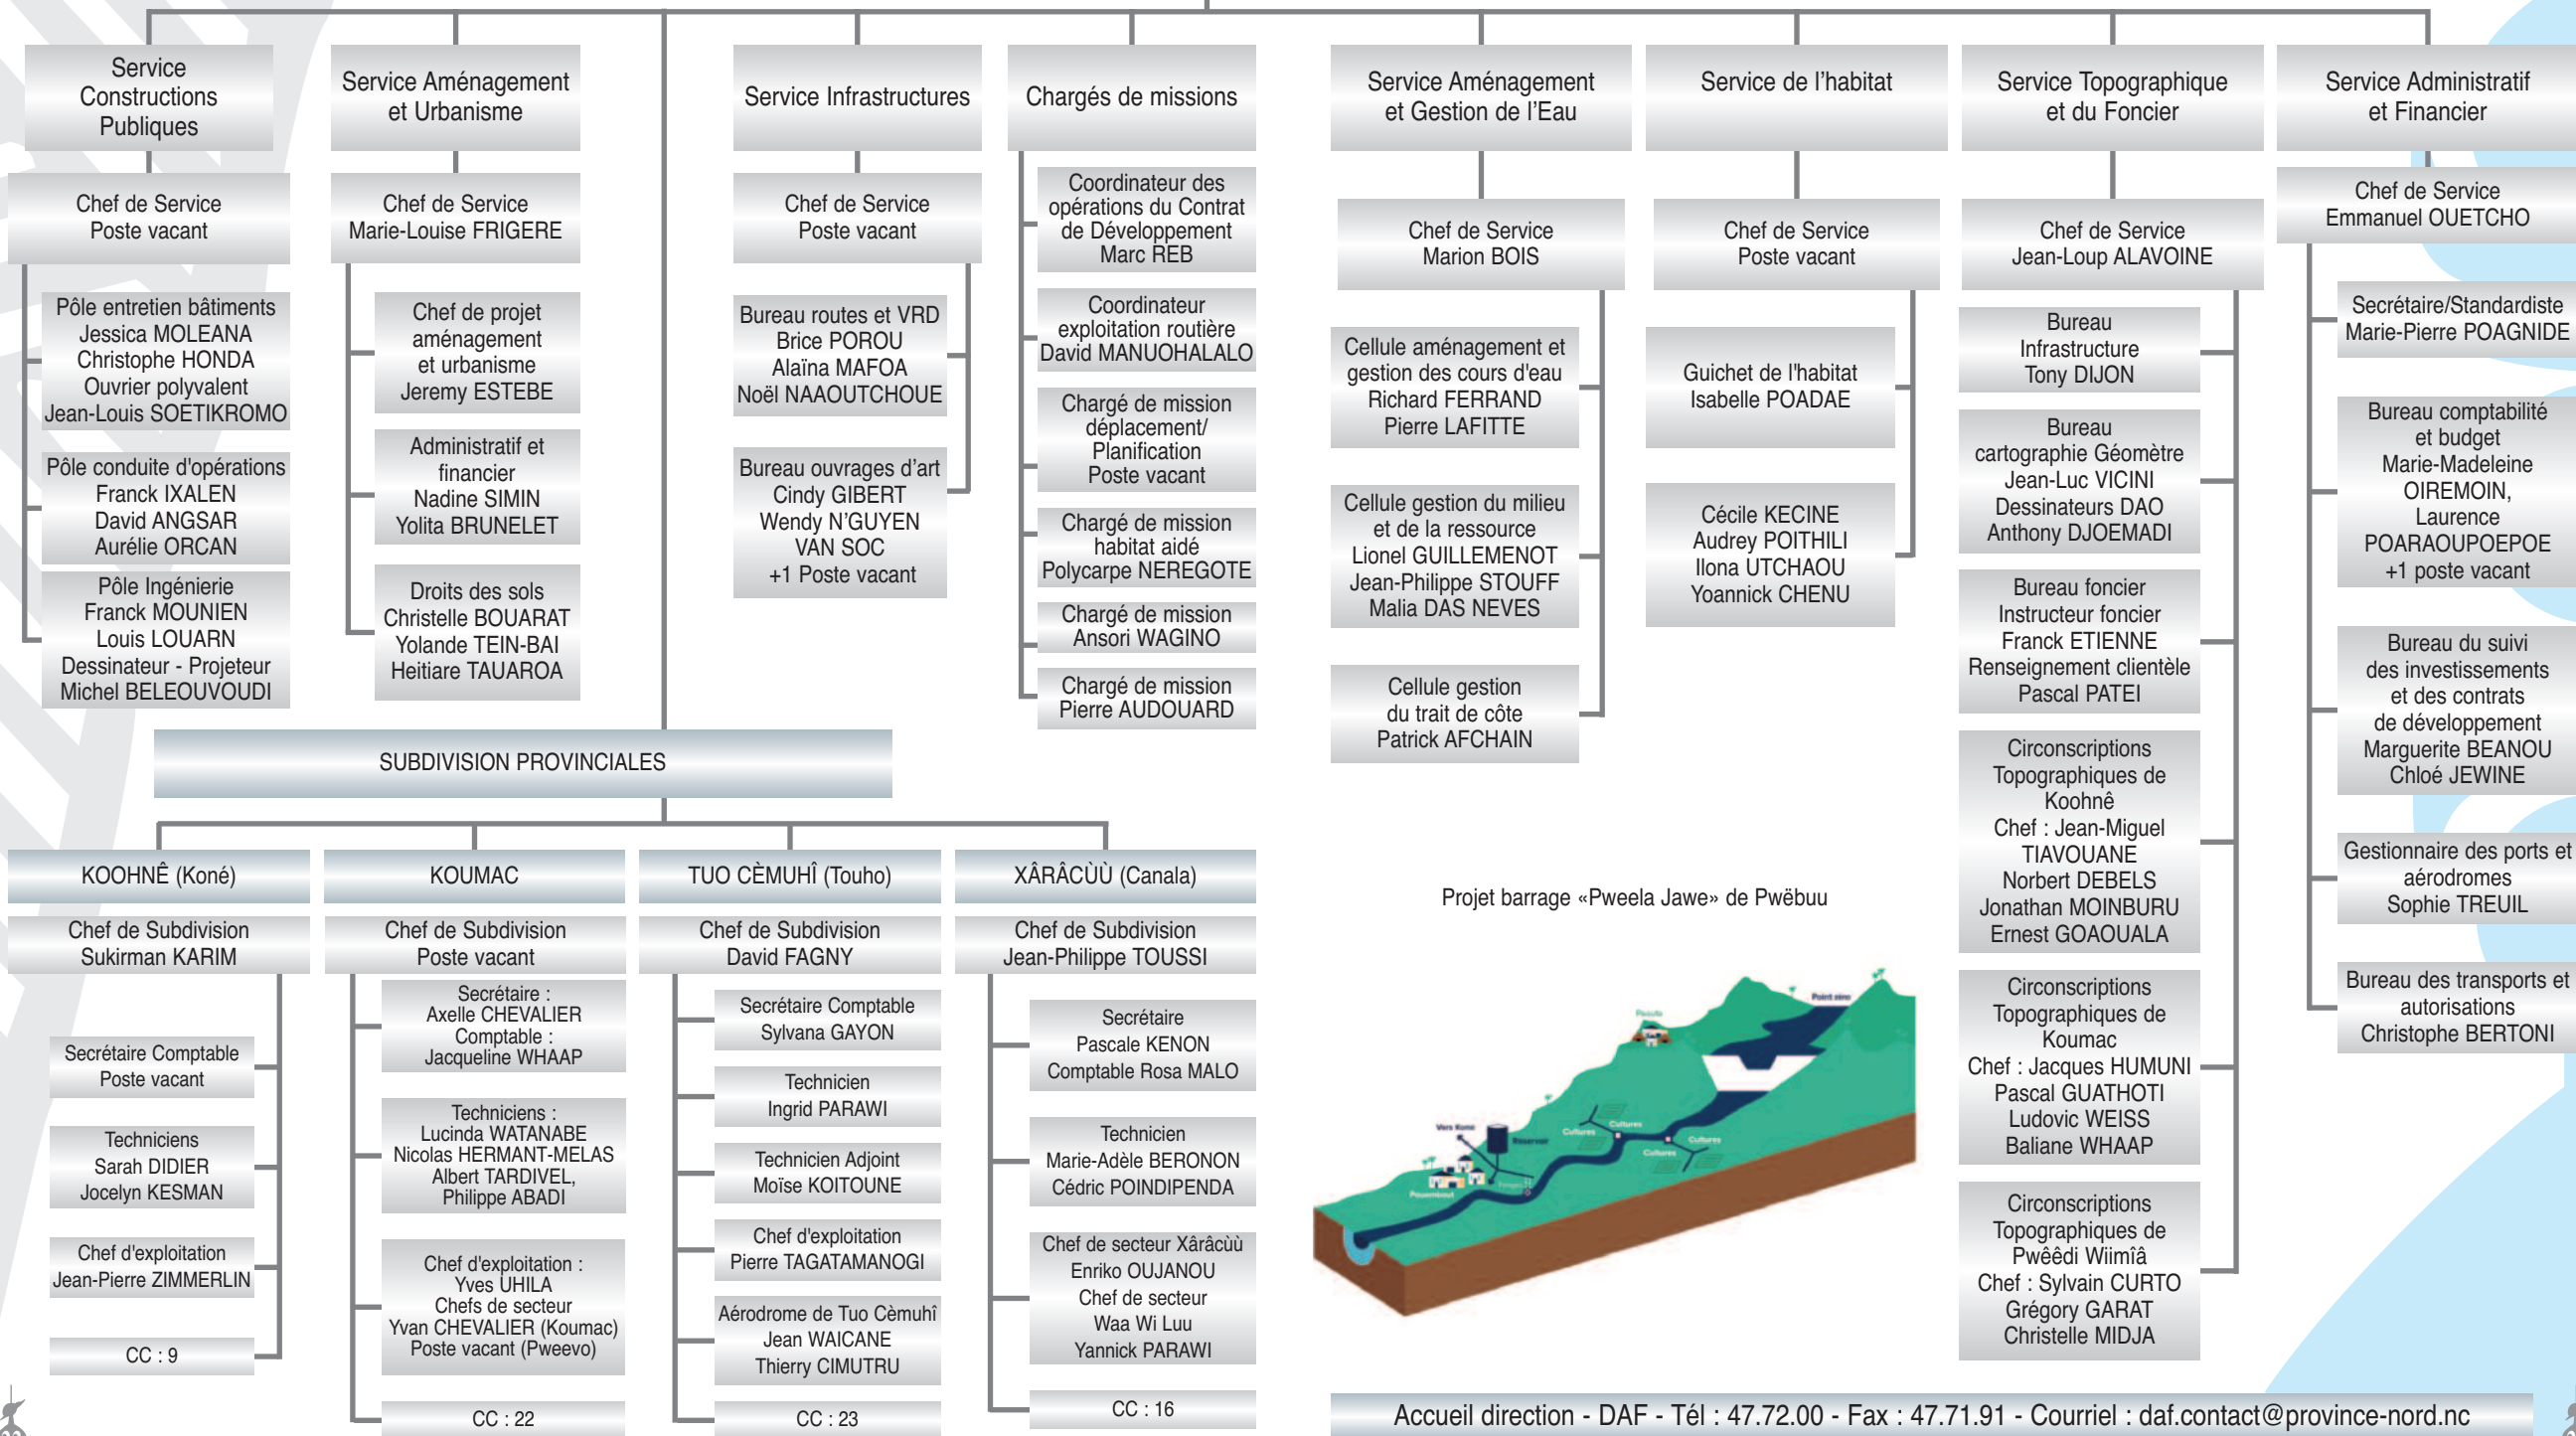 Service
Constructions
Publiques
Chef de Service
Poste vacant
Pôle entretien bâtiments
Jessica MOLEANA
Christophe HONDA
Ouvrier polyvalent
Jean-Louis SOETIKROMO
Pôle conduite d'opérations
Franck IXALEN
David ANGSAR
Aurélie ORCAN
Pôle Ingénierie
Franck MOUNIEN
Louis LOUARN
Dessinateur - Projeteur
Michel BELEOUVOUDI
Service Aménagement
et Urbanisme
Chef de Service
Marie-Louise FRIGERE
Chef de projet
aménagement
et urbanisme
Jeremy ESTEBE
Administratif et
financier
Nadine SIMIN
Yolita BRUNELET
Droits des sols
Christelle BOUARAT
Yolande TEIN-BAI
Heitiare TAUAROA
Service Infrastructures
Chef de Service
Poste vacant
Bureau routes et VRD
Brice POROU
Alaïna MAFOA
Noël NAAOUTCHOUE
Bureau ouvrages d’art
Cindy GIBERT
Wendy N’GUYEN
VAN SOC
+1 Poste vacant
Chargés de missions
Coordinateur des
opérations du Contrat
de Développement
Marc REB
Coordinateur
exploitation routière
David MANUOHALALO
Chargé de mission
déplacement/
Planification
Poste vacant
Chargé de mission
habitat aidé
Polycarpe NEREGOTE
Chargé de mission
Ansori WAGINO
Chargé de mission
Pierre AUDOUARD
Service Aménagement
et Gestion de l’Eau
Chef de Service
Marion BOIS
Cellule aménagement et
gestion des cours d'eau
Richard FERRAND
Pierre LAFITTE
Cellule gestion du milieu
et de la ressource
Lionel GUILLEMENOT
Jean-Philippe STOUFF
Malia DAS NEVES
Cellule gestion
du trait de côte
Patrick AFCHAIN
Service de l’habitat
Chef de Service
Poste vacant
Guichet de l'habitat
Isabelle POADAE
Cécile KECINE
Audrey POITHILI
Ilona UTCHAOU
Yoannick CHENU
Service Topographique
et du Foncier
Chef de Service
Jean-Loup ALAVOINE
Bureau
Infrastructure
Tony DIJON
Bureau
cartographie Géomètre
Jean-Luc VICINI
Dessinateurs DAO
Anthony DJOEMADI
Bureau foncier
Instructeur foncier
Franck ETIENNE
Renseignement clientèle
Pascal PATEI
Circonscriptions
Topographiques de
Koohnê
Chef : Jean-Miguel
TIAVOUANE
Norbert DEBELS
Jonathan MOINBURU
Ernest GOAOUALA
Circonscriptions
Topographiques de
Koumac
Chef : Jacques HUMUNI
Pascal GUATHOTI
Ludovic WEISS
Baliane WHAAP
Circonscriptions
Topographiques de
Pwêêdi Wiimîâ
Chef : Sylvain CURTO
Grégory GARAT
Christelle MIDJA
Service Administratif
et Financier
Chef de Service
Emmanuel OUETCHO
Secrétaire/Standardiste
Marie-Pierre POAGNIDE
Bureau comptabilité
et budget
Marie-Madeleine
OIREMOIN,
Laurence
POARAOUPOEPOE
+1 poste vacant
Bureau du suivi
des investissements
et des contrats
de développement
Marguerite BEANOU
Chloé JEWINE
Gestionnaire des ports et
aérodromes
Sophie TREUIL
Bureau des transports et
autorisations
Christophe BERTONI
SUBDIVISION PROVINCIALES
KOOHNÊ (Koné)
Chef de Subdivision
Sukirman KARIM
Secrétaire Comptable
Poste vacant
Techniciens
Sarah DIDIER
Jocelyn KESMAN
Chef d'exploitation
Jean-Pierre ZIMMERLIN
CC : 9
KOUMAC
Chef de Subdivision
Poste vacant
Secrétaire :
Axelle CHEVALIER
Comptable :
Jacqueline WHAAP
Techniciens :
Lucinda WATANABE
Nicolas HERMANT-MELAS
Albert TARDIVEL,
Philippe ABADI
Chef d'exploitation :
Yves UHILA
Chefs de secteur
Yvan CHEVALIER (Koumac)
Poste vacant (Pweevo)
CC : 22
TUO CÈMUHÎ (Touho)
Chef de Subdivision
David FAGNY
Secrétaire Comptable
Sylvana GAYON
Technicien
Ingrid PARAWI
Technicien Adjoint
Moïse KOITOUNE
Chef d'exploitation
Pierre TAGATAMANOGI
Aérodrome de Tuo Cèmuhî
Jean WAICANE
Thierry CIMUTRU
CC : 23
XÂRÂCÙÙ (Canala)
Chef de Subdivision
Jean-Philippe TOUSSI
Secrétaire
Pascale KENON
Comptable Rosa MALO
Technicien
Marie-Adèle BERONON
Cédric POINDIPENDA
Chef de secteur Xârâcùù
Enriko OUJANOU
Chef de secteur
Waa Wi Luu
Yannick PARAWI
CC : 16
Projet barrage «Pweela Jawe» de Pwëbuu
Point zéro
Vers Koné
Réservoir
Cultures
Cultures
Cultures
Cultures
Pouembout
Accueil direction - DAF - Tél : 47.72.00 - Fax : 47.71.91 - Courriel : daf.contact@province-nord.nc